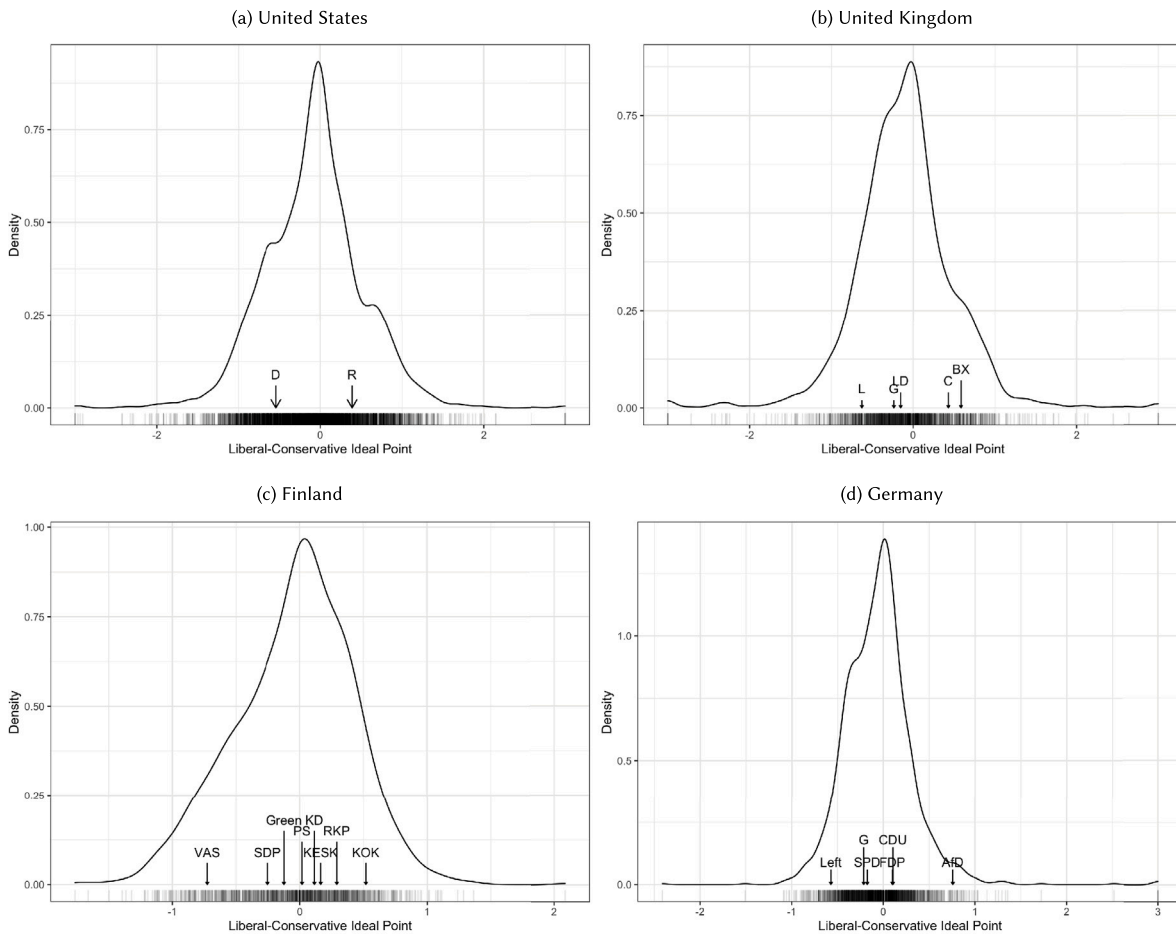 (a) United States
Density
0.75
0.50
0.25
0.00
D
R
-2
0
2
Liberal-Conservative Ideal Point
(b) United Kingdom
Density
0.75
0.50
0.25
0.00
L
G
LD
C
BX
-2
0
2
Liberal-Conservative Ideal Point
(c) Finland
Density
1.00
0.75
0.50
0.25
0.00
Green KD
PS
RKP
VAS
SDP
KESK
KOK
-1
0
1
2
Liberal-Conservative Ideal Point
(d) Germany
Density
1.0
0.5
0.0
G
CDU
Left
SPD
FDP
AfD
-2
-1
0
1
2
3
Liberal-Conservative Ideal Point